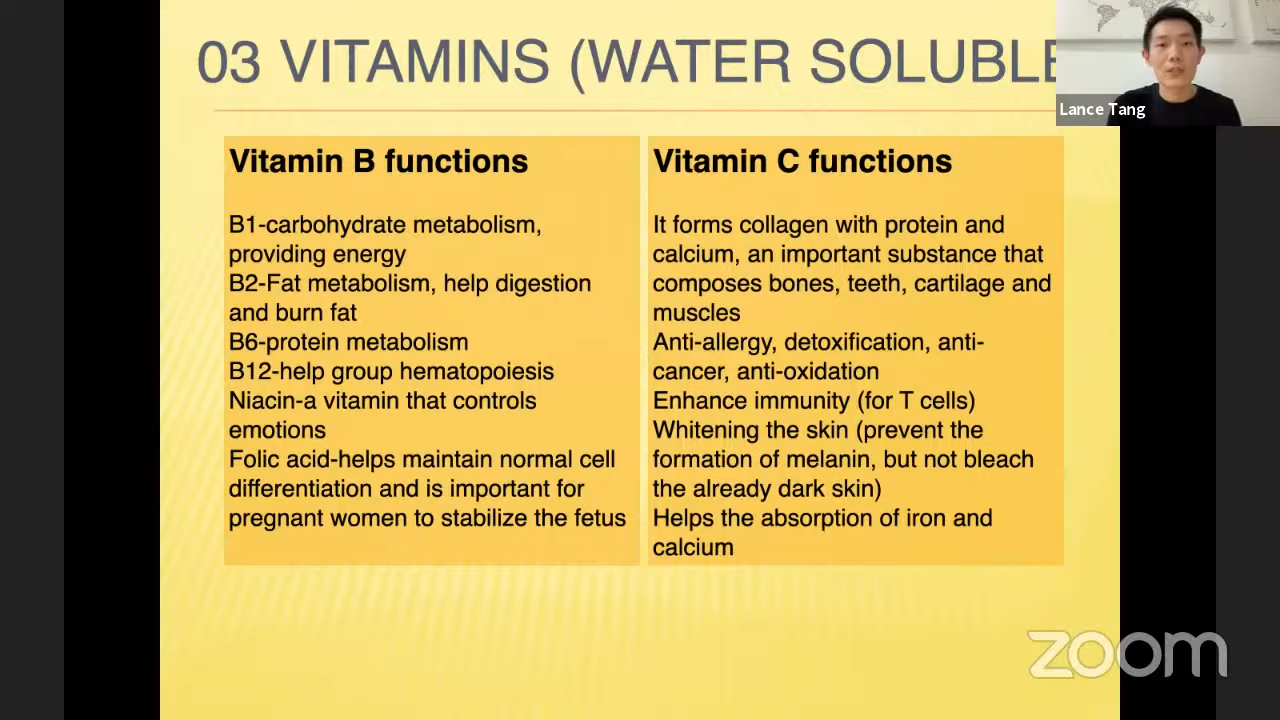 03 VITAMINS (WATER SOLUBLE
Lance Tang
Vitamin B functions
B1-carbohydrate metabolism,
providing energy
B2-Fat metabolism, help digestion
and burn fat
B6-protein metabolism
B12-help group hematopoiesis
Niacin-a vitamin that controls
emotions
Folic acid-helps maintain normal cell
differentiation and is important for
pregnant women to stabilize the fetus
Vitamin C functions
It forms collagen with protein and
calcium, an important substance that
composes bones, teeth, cartilage and
muscles
Anti-allergy, detoxification, anti-
cancer, anti-oxidation
Enhance immunity (for T cells)
Whitening the skin (prevent the
formation of melanin, but not bleach
the already dark skin)
Helps the absorption of iron and
calcium
zoom